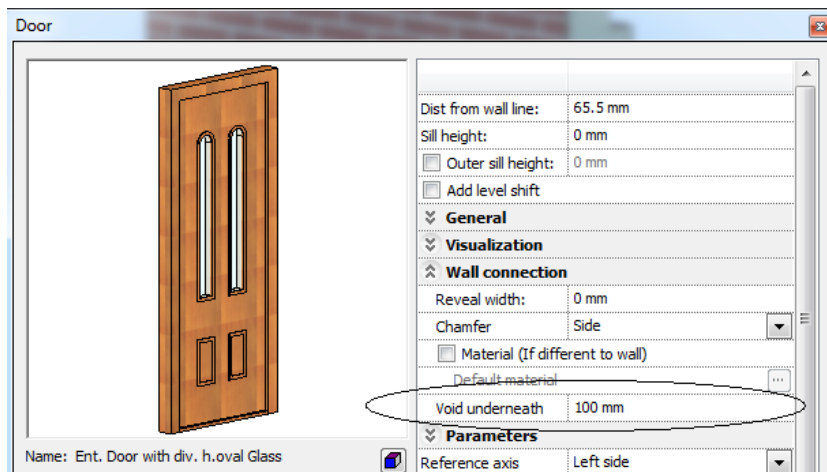 Door
Dist from wall line: 65.5 mm
Sill height: 0 mm
Outer sill height: 0 mm
Add level shift
General
Visualization
Wall connection
Reveal width: 0 mm
Chamfer Side
Material (If different to wall)
Default material ...
Void underneath 100 mm
Parameters
Name: Ent. Door with div. h.oval Glass
Reference axis Left side